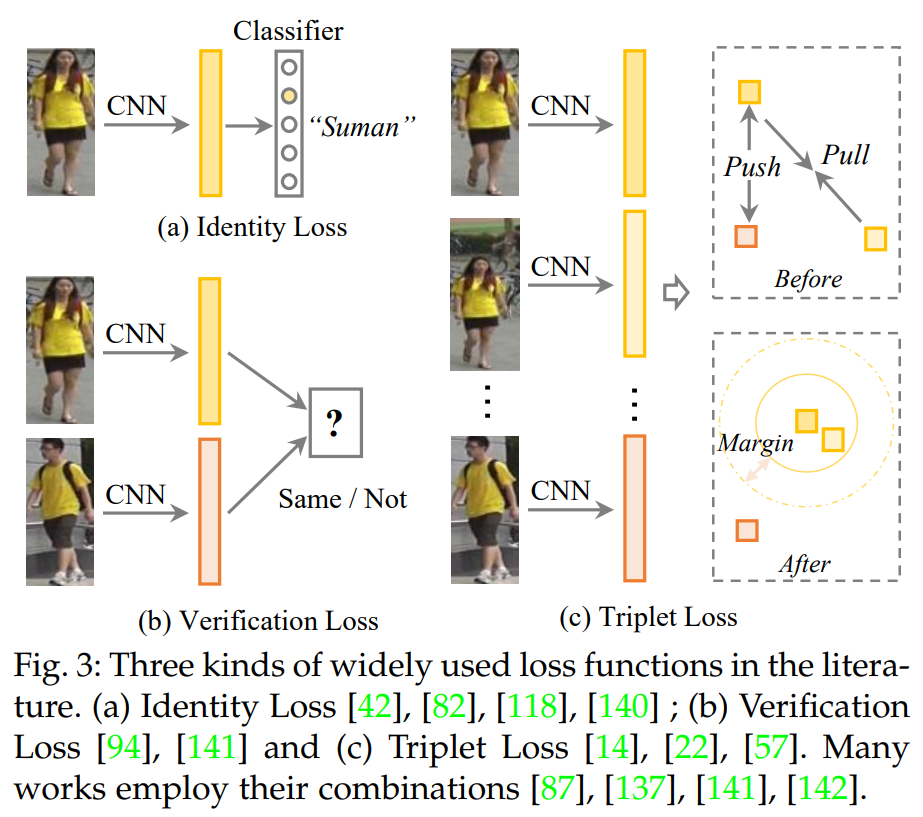 Classifier
CNN
“Suman”
(a) Identity Loss
CNN
CNN
?
Same / Not
(b) Verification Loss
CNN
CNN
CNN
Push
Pull
Before
Margin
After
(c) Triplet Loss
Fig. 3: Three kinds of widely used loss functions in the litera-
ture. (a) Identity Loss [42], [82], [118], [140] ; (b) Verification
Loss [94], [141] and (c) Triplet Loss [14], [22], [57]. Many
works employ their combinations [87], [137], [141], [142].